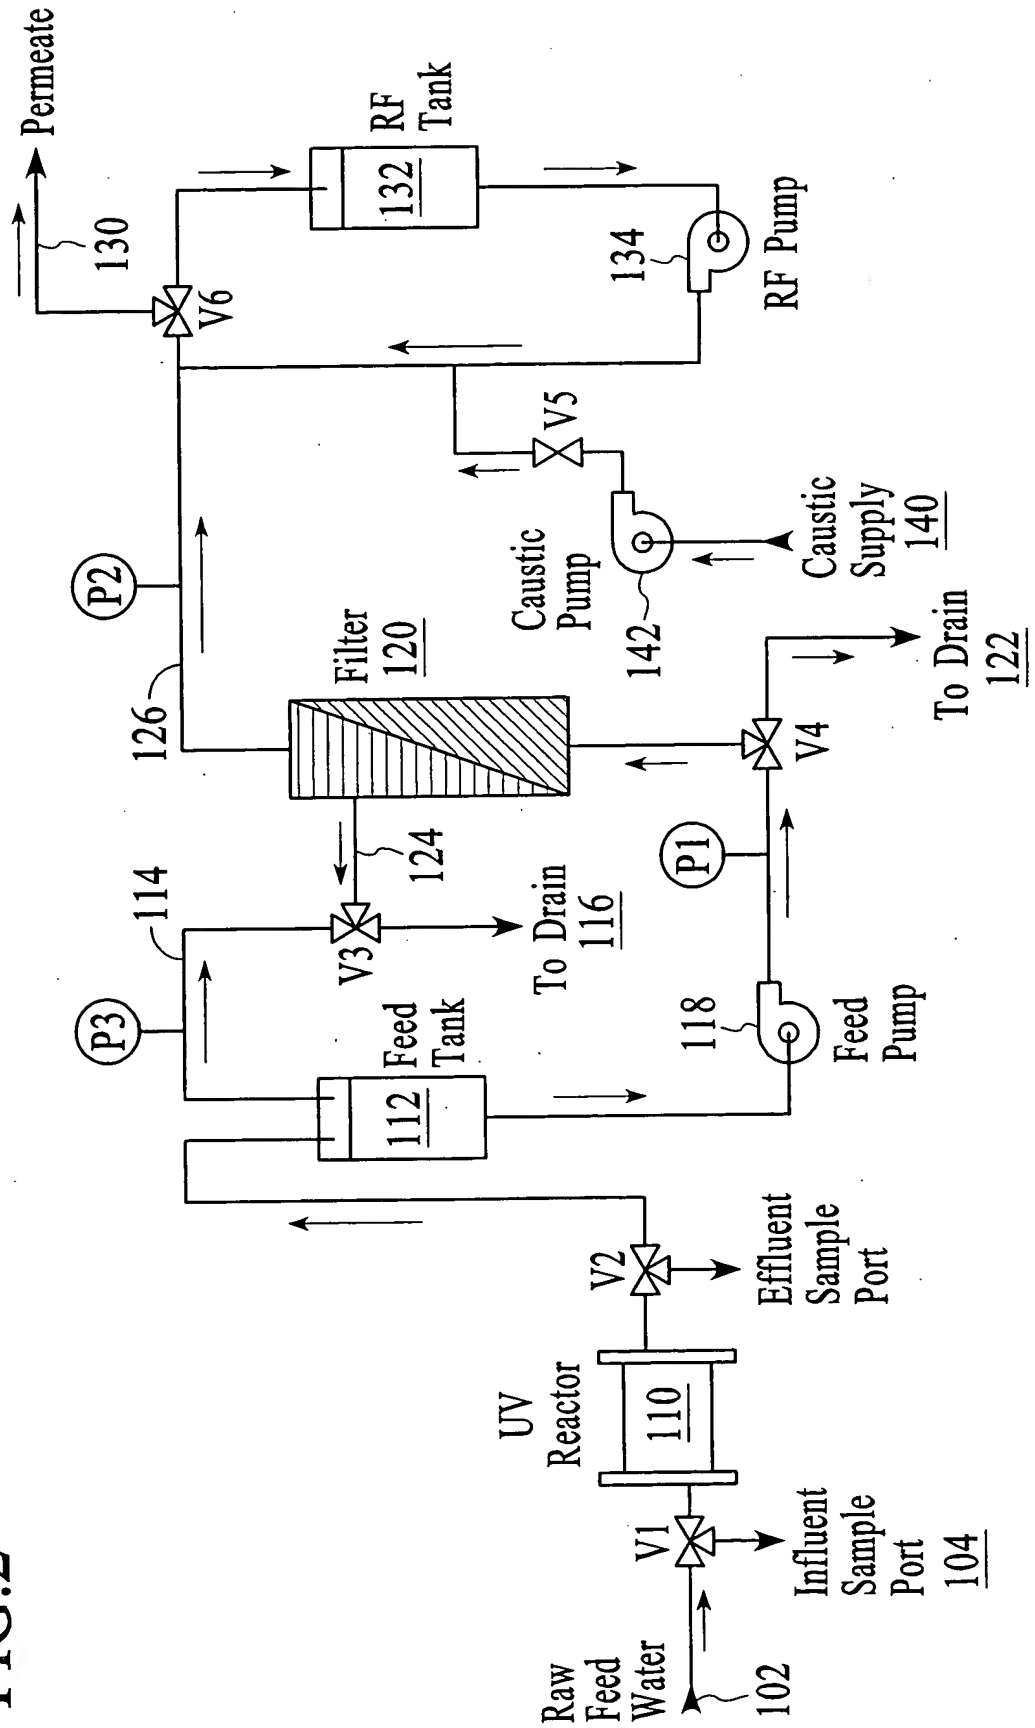 FIG.2
Permeate
130
V6
RF
Tank
132
134
RF Pump
V5
Caustic
Pump
142
Caustic
Supply
140
P2
126
Filter
120
124
114
P3
V3
To Drain
116
Feed
Tank
112
P1
V4
To Drain
122
118
Feed
Pump
V2
Effluent
Sample
Port
UV
Reactor
110
V1
Influent
Sample
Port
104
Raw
Feed
Water
102